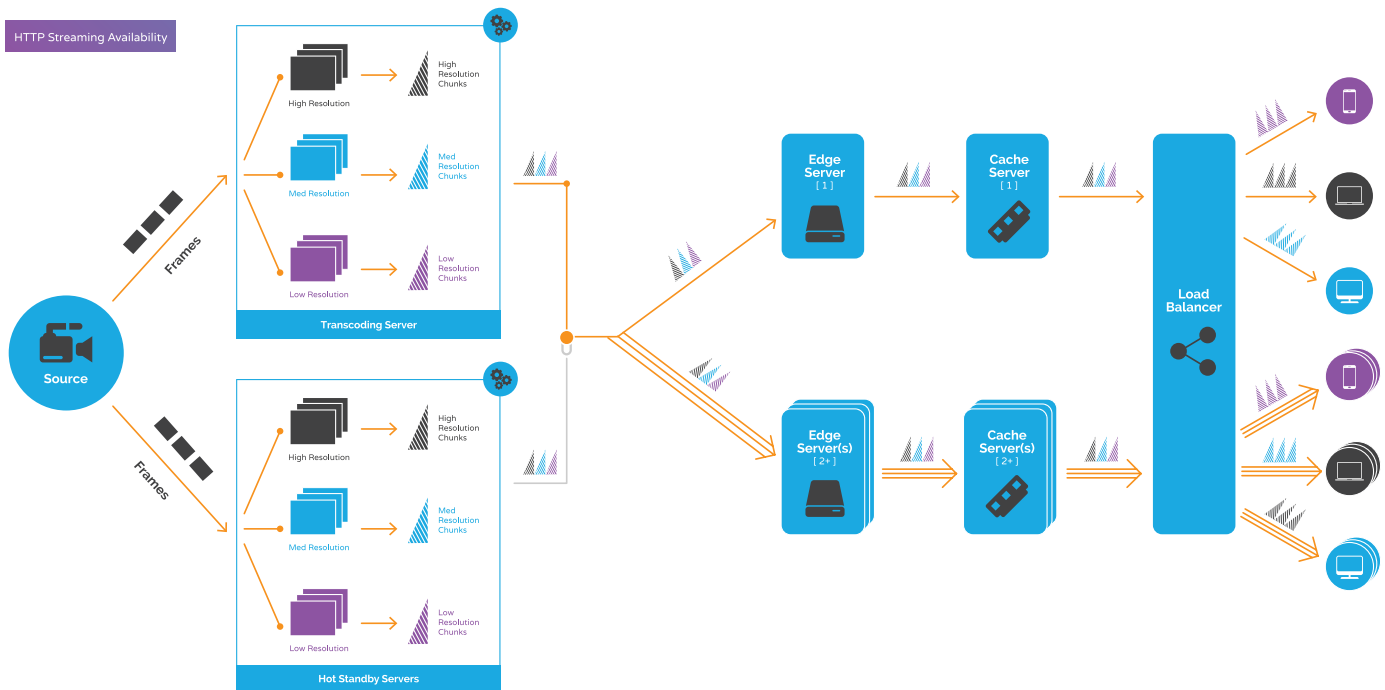 HTTP Streaming Availability
Source
Frames
Frames
High Resolution
High
Resolution
Chunks
Med Resolution
Med
Resolution
Chunks
Low Resolution
Low
Resolution
Chunks
Transcoding Server
High Resolution
High
Resolution
Chunks
Med Resolution
Med
Resolution
Chunks
Low Resolution
Low
Resolution
Chunks
Hot Standby Servers
Edge
Server
[ 1 ]
Cache
Server
[ 1 ]
Edge
Server(s)
[ 2+ ]
Cache
Server(s)
[ 2+ ]
Load
Balancer